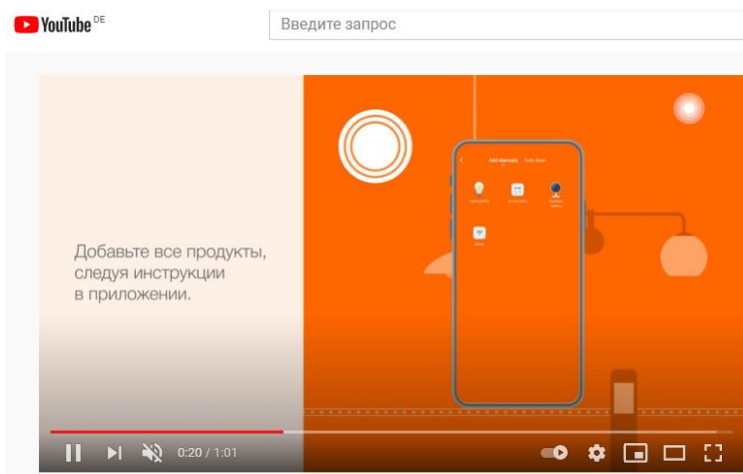 YouTube DE
Введите запрос
Add Manually Auto Scan
Добавьте все продукты,
следуя инструкции
в приложении.
0:20 / 1:01